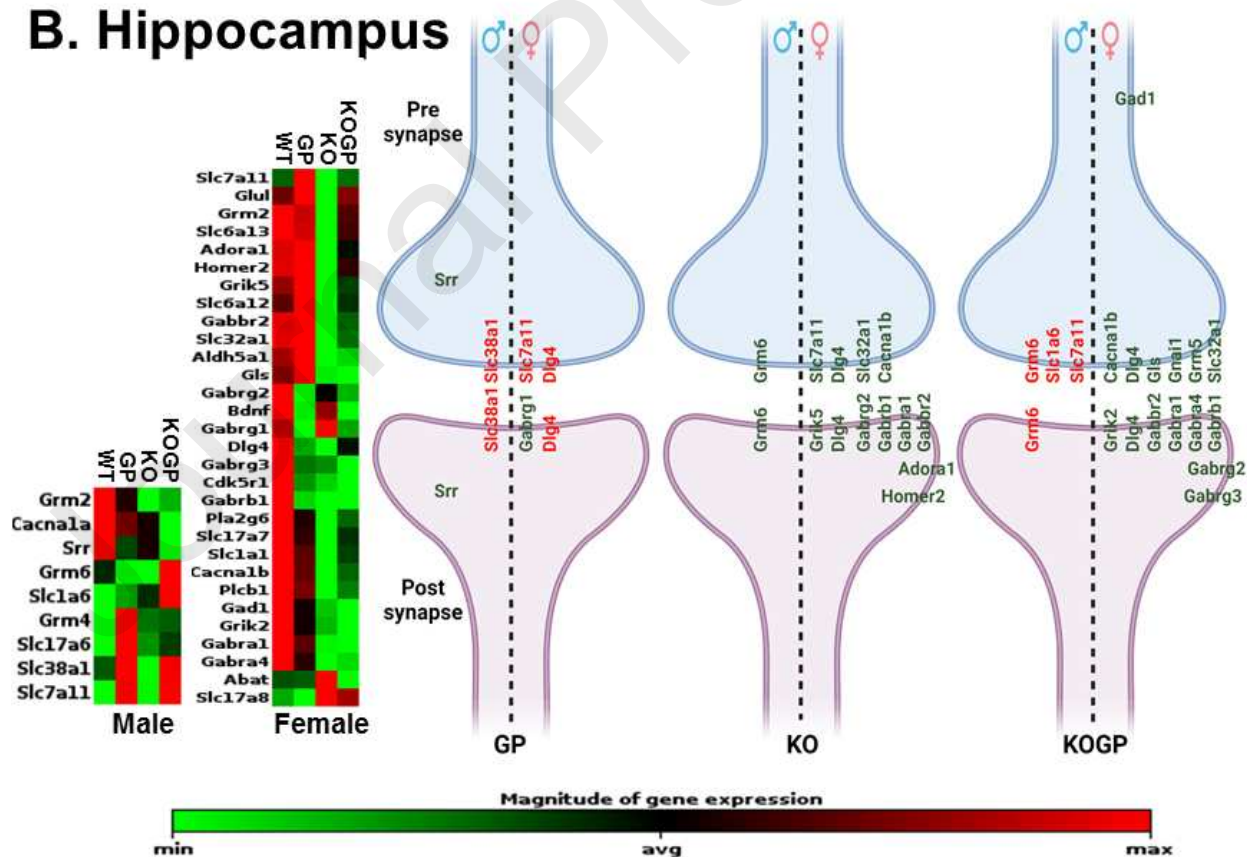 B. Hippocampus
♂ ♀
♂ ♀
♂ ♀
Pre
synapse
Post
synapse
WT
GP
KO
KOGP
Slc7a11
Glul
Grm2
Slc6a13
Adora1
Homer2
Grik5
Slc6a12
Gabbr2
Slc32a1
Aldh5a1
Gls
Gabrg2
Bdnf
Gabrg1
Dlg4
Gabrg3
Cdk5r1
Gabrb1
Pla2g6
Slc17a7
Slc1a1
Cacna1b
Plcb1
Gad1
Grik2
Gabra1
Gabra4
Abat
Slc17a8
Female
WT
GP
KO
KOGP
Grm2
Cacna1a
Srr
Grm6
Slc1a6
Grm4
Slc17a6
Slc38a1
Slc7a11
Male
Srr
Slc38a1
Slc7a11
Dlg4
Slc38a1
Gabrg1
Dlg4
Srr
GP
Grm6
Slc7a11
Dlg4
Slc32a1
Cacna1b
Grm6
Grik5
Dlg4
Gabrg2
Gabrb1
Gabra1
Gabbr2
Adora1
Homer2
KO
Gad1
Grm6
Slc1a6
Slc7a11
Cacna1b
Dlg4
Gls
Gnai1
Grm5
Slc32a1
Grm6
Grik2
Dlg4
Gabbr2
Gabra1
Gabra4
Gabrb1
Gabrg2
Gabrg3
KOGP
Magnitude of gene expression
min avg max